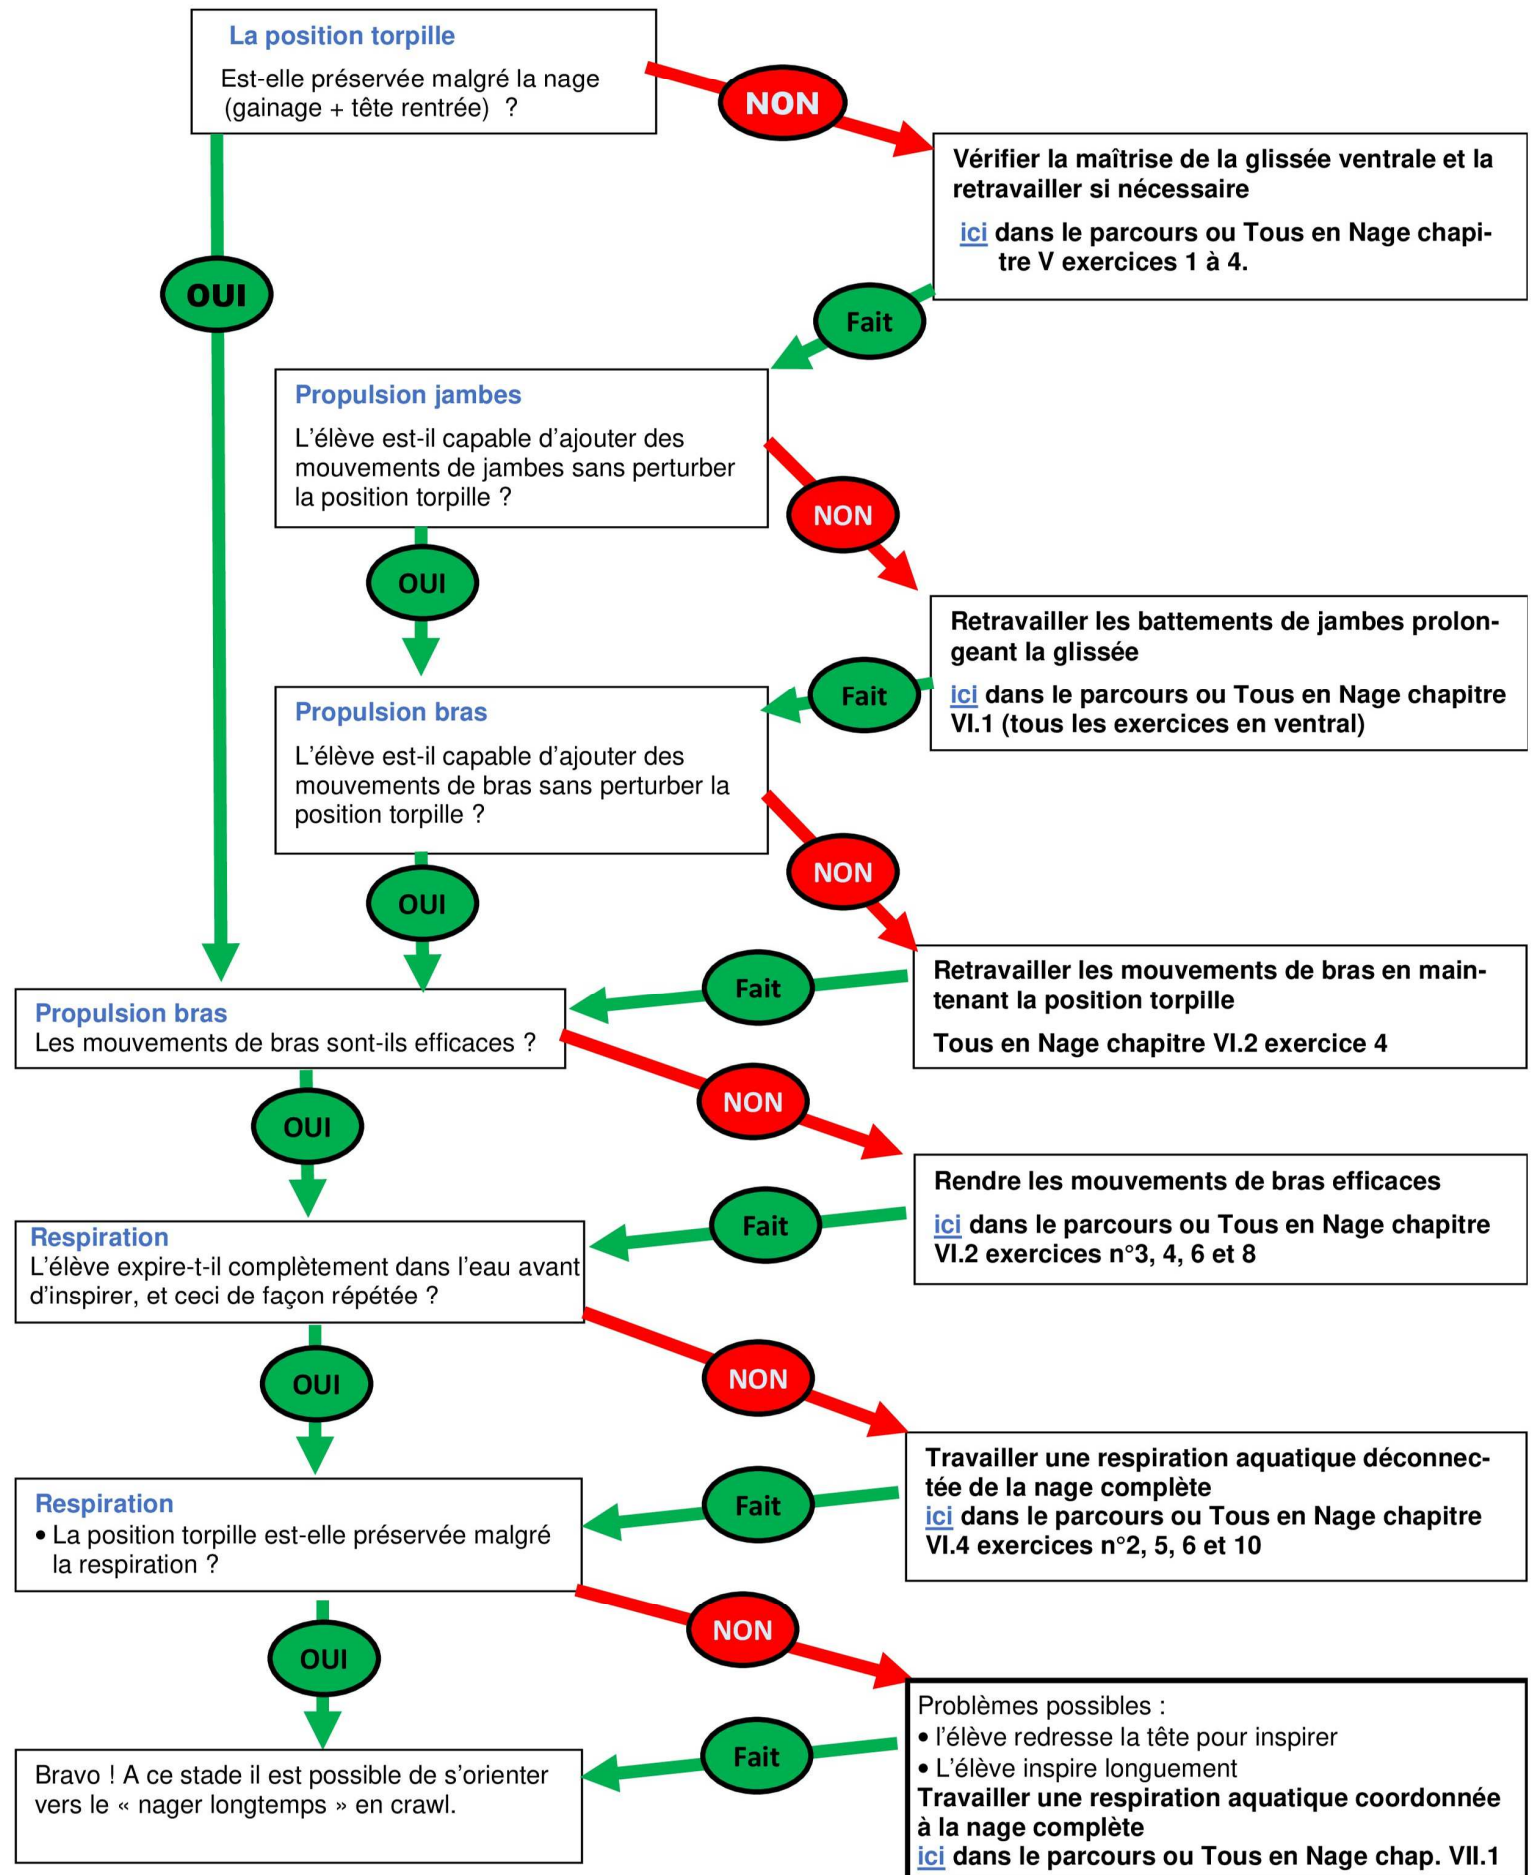 La position torpille
Est-elle préservée malgré la nage
(gainage + tête rentrée)  ?
NON
Vérifier la maîtrise de la glissée ventrale et la
retravailler si nécessaire
ici dans le parcours ou Tous en Nage chapi-
tre V exercices 1 à 4.
OUI
Fait
Propulsion jambes
L'élève est-il capable d'ajouter des
mouvements de jambes sans perturber
la position torpille ?
NON
OUI
Retravailler les battements de jambes prolon-
geant la glissée
ici dans le parcours ou Tous en Nage chapitre
VI.1 (tous les exercices en ventral)
Fait
Propulsion bras
L'élève est-il capable d'ajouter des
mouvements de bras sans perturber la
position torpille ?
NON
OUI
Retravailler les mouvements de bras en main-
tenant la position torpille
Tous en Nage chapitre VI.2 exercice 4
Fait
Propulsion bras
Les mouvements de bras sont-ils efficaces ?
NON
OUI
Rendre les mouvements de bras efficaces
ici dans le parcours ou Tous en Nage chapitre
VI.2 exercices n°3, 4, 6 et 8
Fait
Respiration
L'élève expire-t-il complètement dans l'eau avant
d'inspirer, et ceci de façon répétée ?
NON
OUI
Travailler une respiration aquatique déconnec-
tée de la nage complète
ici dans le parcours ou Tous en Nage chapitre
VI.4 exercices n°2, 5, 6 et 10
Fait
Respiration
• La position torpille est-elle préservée malgré
la respiration ?
NON
OUI
Problèmes possibles :
• l'élève redresse la tête pour inspirer
• L'élève inspire longuement
Travailler une respiration aquatique coordonnée
à la nage complète
ici dans le parcours ou Tous en Nage chap. VII.1
Fait
Bravo ! A ce stade il est possible de s'orienter
vers le « nager longtemps » en crawl.